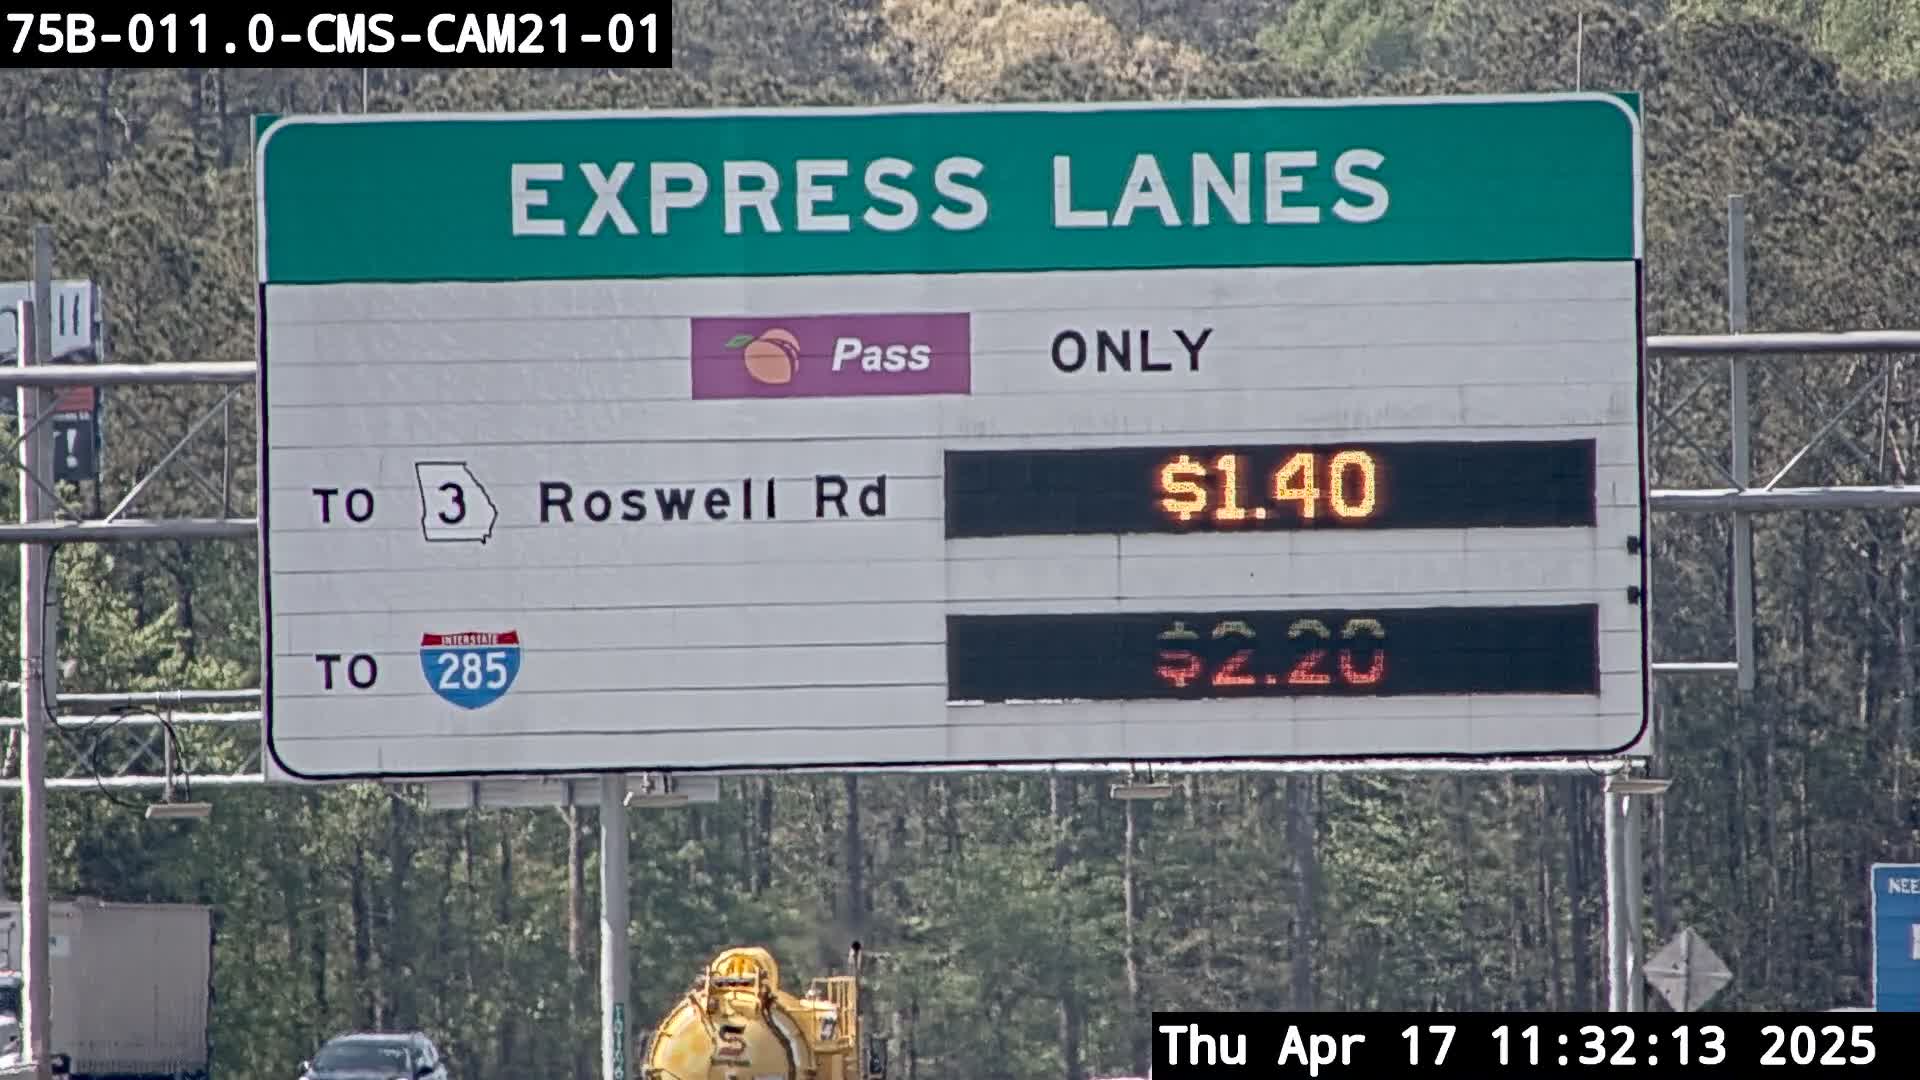 75B-011.0-CMS-CAM21-01
EXPRESS LANES
Pass ONLY
TO 3 Roswell Rd $1.40
TO INTERSTATE 285 $2.20
NEE
S
Thu Apr 17 11:32:13 2025